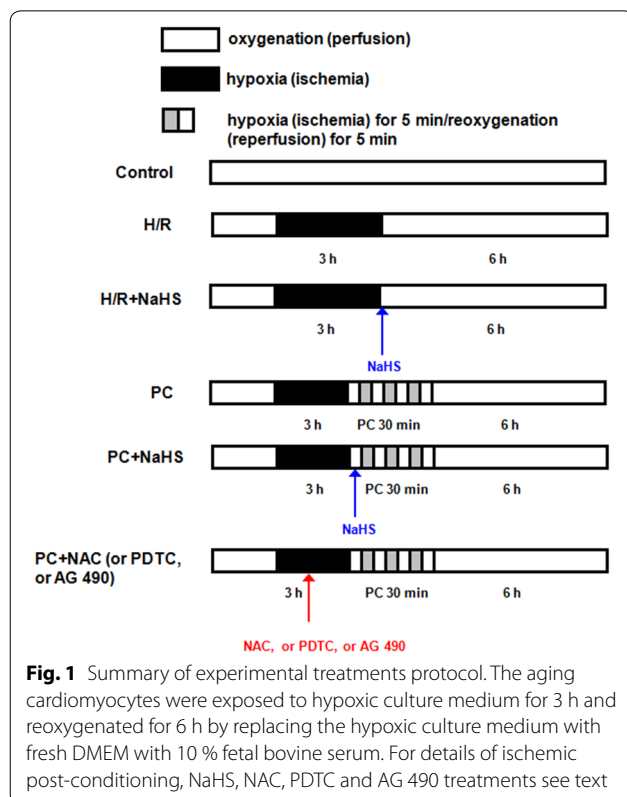 oxygenation (perfusion)
hypoxia (ischemia)
hypoxia (ischemia) for 5 min/reoxygenation
(reperfusion) for 5 min
Control
H/R
3 h 6 h
H/R+NaHS
3 h 6 h
NaHS
PC
3 h PC 30 min 6 h
PC+NaHS
3 h PC 30 min 6 h
NaHS
PC+NAC (or PDTC,
or AG 490)
3 h PC 30 min 6 h
NAC, or PDTC, or AG 490
Fig. 1 Summary of experimental treatments protocol. The aging
cardiomyocytes were exposed to hypoxic culture medium for 3 h and
reoxygenated for 6 h by replacing the hypoxic culture medium with
fresh DMEM with 10 % fetal bovine serum. For details of ischemic
post-conditioning, NaHS, NAC, PDTC and AG 490 treatments see text